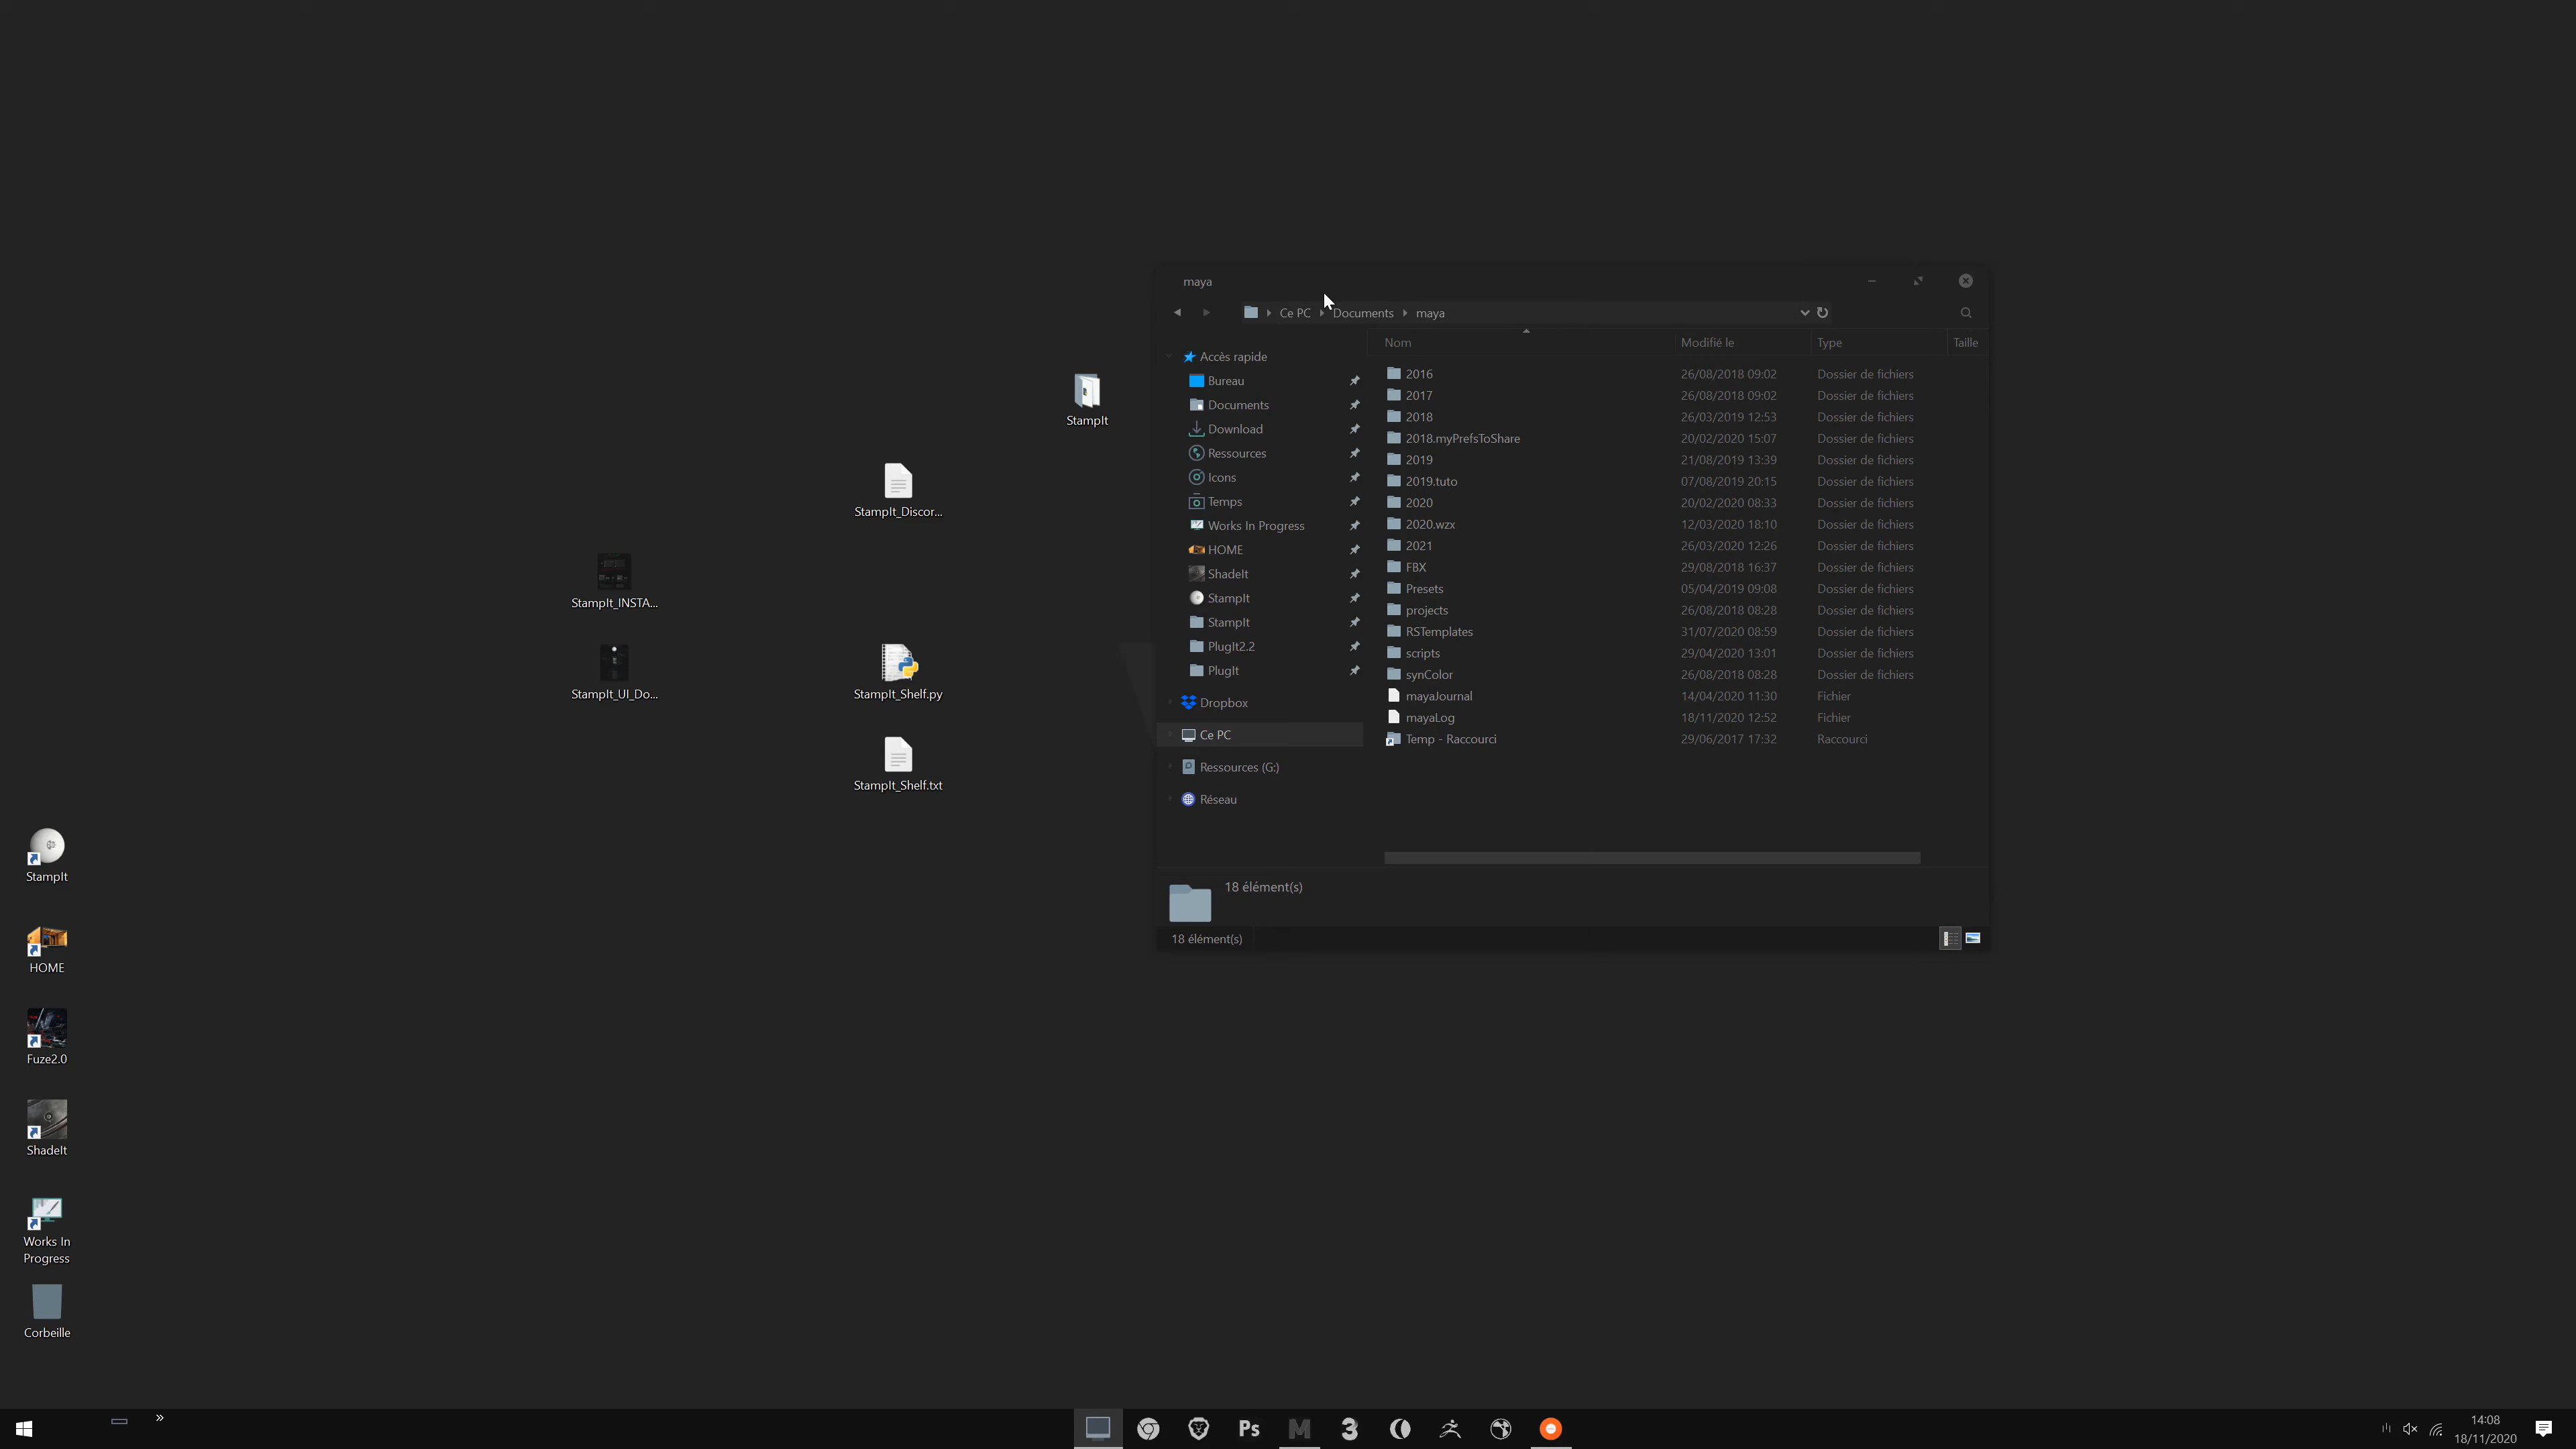 maya
Ce PC
Documents
maya
Nom
Modifié le
Type
Taille
Accès rapide
Bureau
Documents
Download
Ressources
Icons
Temps
Works In Progress
HOME
ShadeIt
StampIt
StampIt
PlugIt2.2
PlugIt
Dropbox
Ce PC
Ressources (G:)
Réseau
2016 26/08/2018 09:02 Dossier de fichiers
2017 26/08/2018 09:02 Dossier de fichiers
2018 26/03/2019 12:53 Dossier de fichiers
2018.myPrefsToShare 20/02/2020 15:07 Dossier de fichiers
2019 21/08/2019 13:39 Dossier de fichiers
2019.tuto 07/08/2019 20:15 Dossier de fichiers
2020 20/02/2020 08:33 Dossier de fichiers
2020.wzx 12/03/2020 18:10 Dossier de fichiers
2021 26/03/2020 12:26 Dossier de fichiers
FBX 29/08/2018 16:37 Dossier de fichiers
Presets 05/04/2019 09:08 Dossier de fichiers
projects 26/08/2018 08:28 Dossier de fichiers
RSTemplates 31/07/2020 08:59 Dossier de fichiers
scripts 29/04/2020 13:01 Dossier de fichiers
synColor 26/08/2018 08:28 Dossier de fichiers
mayaJournal 14/04/2020 11:30 Fichier
mayaLog 18/11/2020 12:52 Fichier
Temp - Raccourci 29/06/2017 17:32 Raccourci
18 élément(s)
18 élément(s)
StampIt
StampIt_Discor...
StampIt_INSTA...
StampIt_UI_Do...
StampIt_Shelf.py
StampIt_Shelf.txt
StampIt
HOME
Fuze2.0
ShadeIt
Works In
Progress
Corbeille
»
Ps
M
3
14:08
18/11/2020